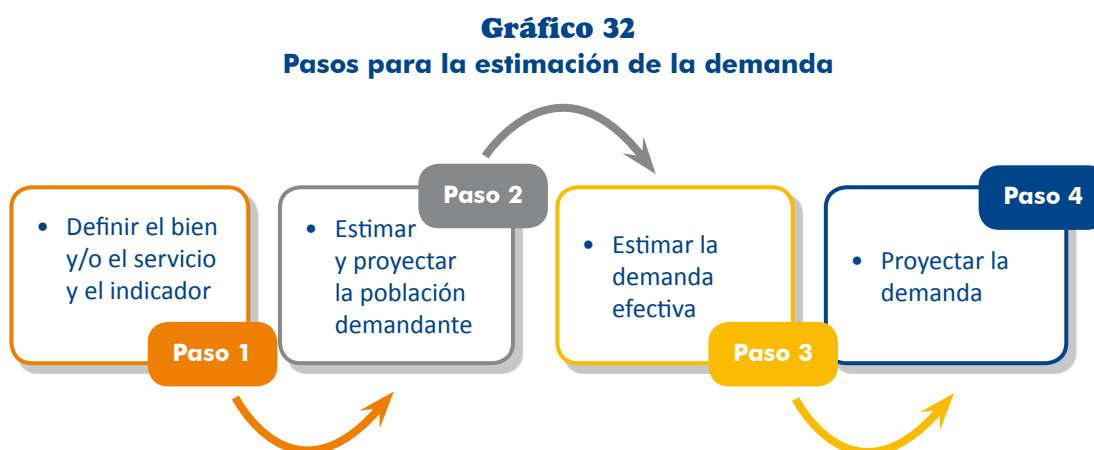 Gráfico 32
Pasos para la estimación de la demanda
• Definir el bien
y/o el servicio
y el indicador
Paso 1
Paso 2
• Estimar
y proyectar
la población
demandante
• Estimar la
demanda
efectiva
Paso 3
Paso 4
• Proyectar la
demanda